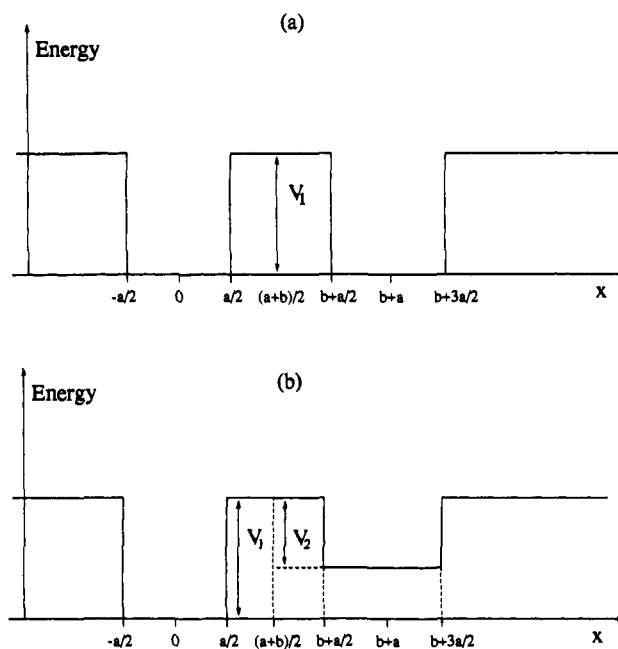 (a)
Energy
V₁
-a/2 0 a/2 (a+b)/2 b+a/2 b+a b+3a/2 X
(b)
Energy
V₁ V₂
-a/2 0 a/2 (a+b)/2 b+a/2 b+a b+3a/2 X